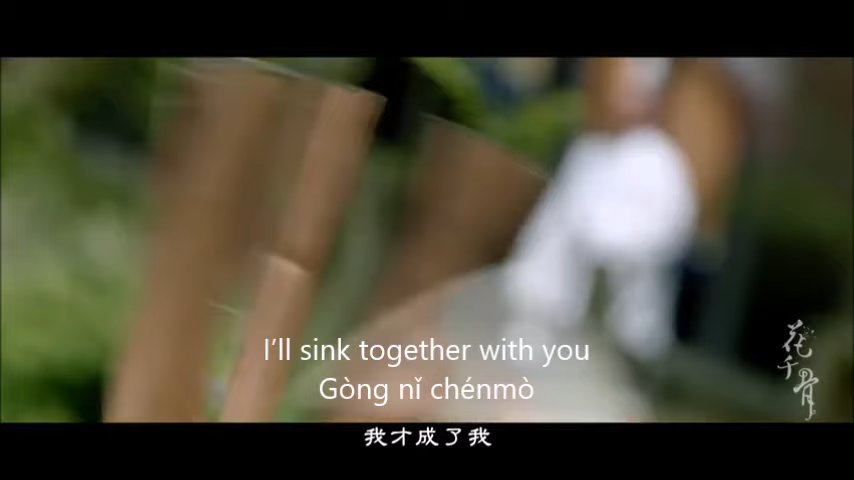 I'll sink together with you
Gòng nǐ chénmò
花千骨
我才成了我